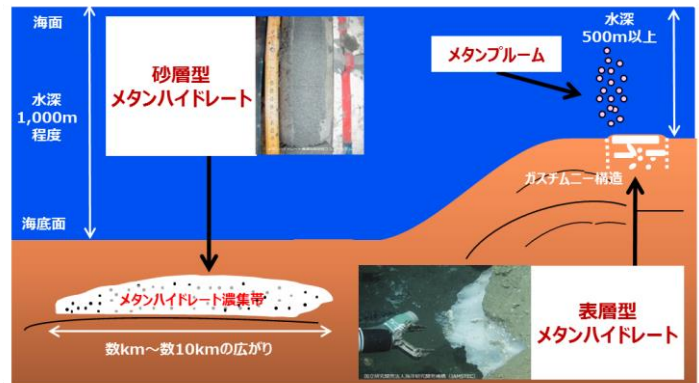 海面
水深
1,000m
程度
海底面
砂層型
メタンハイドレート
メタンプルーム
水深
500m以上
ガスチムニー構造
メタンハイドレート濃集帯
数km～数10kmの広がり
表層型
メタンハイドレート